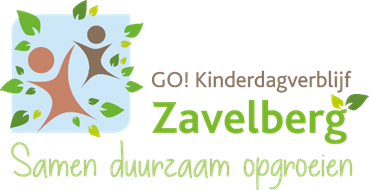 GO! Kinderdagverblijf
Zavelberg
Samen duurzaam opgroeien